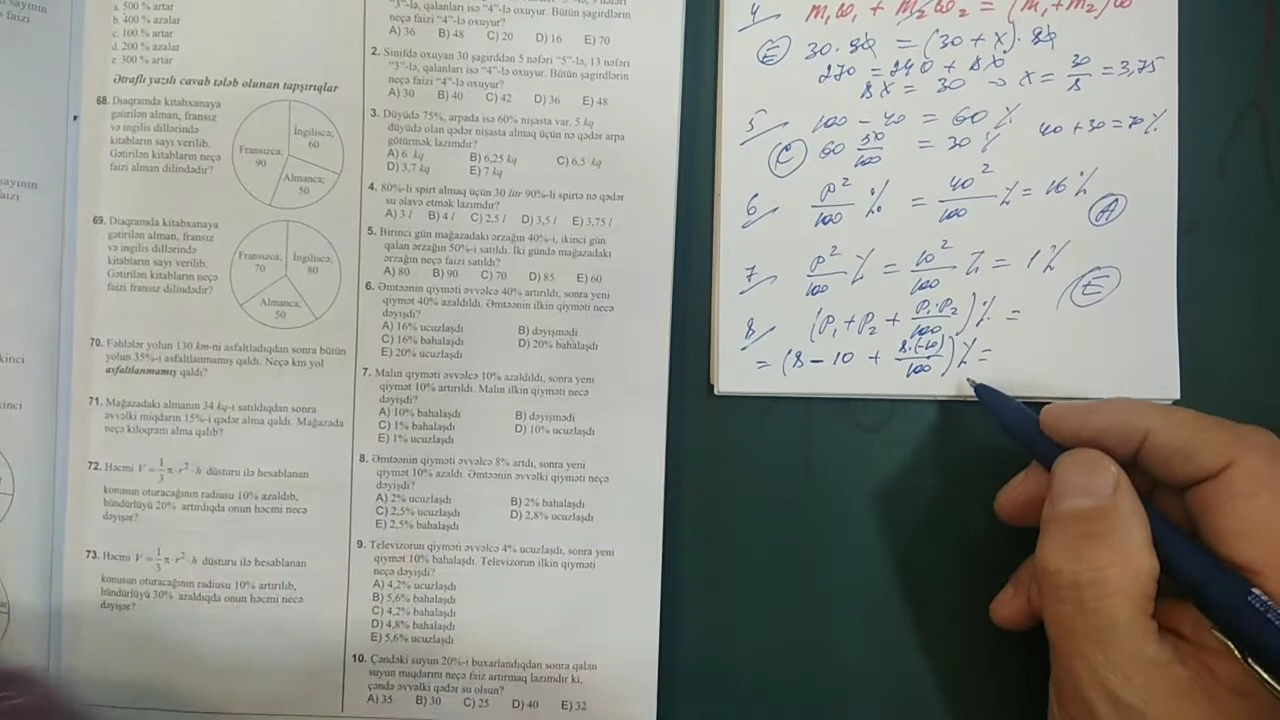 sayının
a. 500 % artar
b. 400 % azalar
c. 100 % artar
d. 200 % azalar
e. 300 % artar
Ətraflı yazılı cavab tələb olunan tapşırıqlar
68. Diaqramda kitabxanaya
gətirilən alman, fransız
və ingilis dillərində
kitabların sayı verilib.
Gətirilən kitabların neçə
faizi alman dilindədir?
Fransızca;
90
İngiliscə;
60
Almanca;
50
69. Diaqramda kitabxanaya
gətirilən alman, fransız
və ingilis dillərində
kitabların sayı verilib.
Gətirilən kitabların neçə
faizi fransız dilindədir?
Fransızca;
70
İngiliscə;
80
Almanca;
50
70. Fəhlələr yolun 130 km-ni asfaltladıqdan sonra bütün
yolun 35%-i asfaltlanmamış qaldı. Neçə km yol
asfaltlanmamış qaldı?
71. Mağazadakı almanın 34 kq-ı satıldıqdan sonra
əvvəlki miqdarın 15%-i qədər alma qaldı. Mağazada
neçə kiloqram alma qalıb?
72. Həcmi V = 1/3 π · r² · h düsturu ilə hesablanan
konusun oturacağının radiusu 10% azaldıb,
hündürlüyü 20% artırdıqda onun həcmi necə
dəyişər?
73. Həcmi V = 1/3 π · r² · h düsturu ilə hesablanan
konusun oturacağının radiusu 10% artırılıb,
hündürlüyü 30% azaldıqda onun həcmi necə
dəyişər?
"3"-lə, qalanları isə "4"-lə oxuyur. Bütün şagirdlərin
neçə faizi "4"-lə oxuyur?
A) 36 B) 48 C) 20 D) 16 E) 70
2. Sinifdə oxuyan 30 şagirddən 5 nəfəri "5"-lə, 13 nəfəri
"3"-lə, qalanları isə "4"-lə oxuyur. Bütün şagirdlərin
neçə faizi "4"-lə oxuyur?
A) 30 B) 40 C) 42 D) 36 E) 48
3. Düyüdə 75%, arpada isə 60% nişasta var. 5 kq
düyüdə olan qədər nişasta almaq üçün nə qədər arpa
götürmək lazımdır?
A) 6 kq B) 6,25 kq C) 6,5 kq
D) 3,7 kq E) 7 kq
4. 80%-li spirt almaq üçün 30 litr 90%-li spirtə nə qədər
su əlavə etmək lazımdır?
A) 3 l B) 4 l C) 2,5 l D) 3,5 l E) 3,75 l
5. Birinci gün mağazadakı ərzağın 40%-i, ikinci gün
qalan ərzağın 50%-i satıldı. İki gündə mağazadakı
ərzağın neçə faizi satıldı?
A) 80 B) 90 C) 70 D) 85 E) 60
6. Əmtəənin qiyməti əvvəlcə 40% artırıldı, sonra yeni
qiymət 40% azaldıldı. Əmtəənin ilkin qiyməti necə
dəyişdi?
A) 16% ucuzlaşdı B) dəyişmədi
C) 16% bahalaşdı D) 20% bahalaşdı
E) 20% ucuzlaşdı
7. Malın qiyməti əvvəlcə 10% azaldıldı, sonra yeni
qiymət 10% artırıldı. Malın ilkin qiyməti necə
dəyişdi?
A) 10% bahalaşdı B) dəyişmədi
C) 1% bahalaşdı D) 10% ucuzlaşdı
E) 1% ucuzlaşdı
8. Əmtəənin qiyməti əvvəlcə 8% artdı, sonra yeni
qiymət 10% azaldı. Əmtəənin əvvəlki qiyməti necə
dəyişdi?
A) 2% ucuzlaşdı B) 2% bahalaşdı
C) 2,5% ucuzlaşdı D) 2,8% ucuzlaşdı
E) 2,5% bahalaşdı
9. Televizorun qiyməti əvvəlcə 4% ucuzlaşdı, sonra yeni
qiymət 10% bahalaşdı. Televizorun ilkin qiyməti
necə dəyişdi?
A) 4,2% ucuzlaşdı
B) 5,6% bahalaşdı
C) 4,2% bahalaşdı
D) 4,8% bahalaşdı
E) 5,6% ucuzlaşdı
10. Çəndəki suyun 20%-i buxarlandıqdan sonra qalan
suyun miqdarını neçə faiz artırmaq lazımdır ki,
çəndə əvvəlki qədər su olsun?
A) 35 B) 30 C) 25 D) 40 E) 32
4 m₁ω₁ + m₂ω₂ = (m₁+m₂)ω
E 30·90 = (30 + x)·80
270 = 240 + 8x
8x = 30 → x = 30/8 = 3,75
5 100 - 40 = 60 %
C 60 50/100 = 30 % 40 + 30 = 70 %
6 p²/100 % = 40²/100 % = 16 % A
7 p²/100 % = 10²/100 % = 1 % E
8 (p₁ + p₂ + p₁·p₂/100) % =
= (8 - 10 + 8·(-10)/100) % =